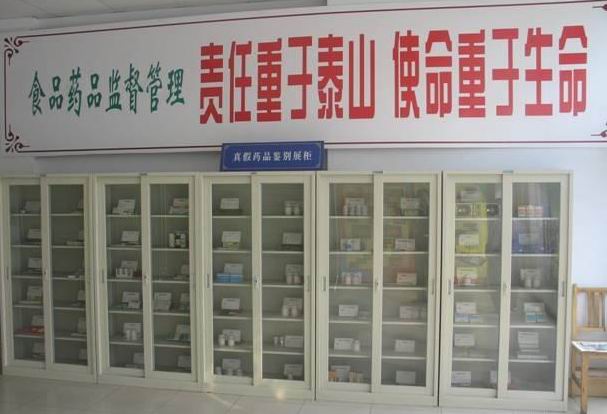 食品药品监督管理 责任重于泰山 使命重于生命
真假药品鉴别展柜